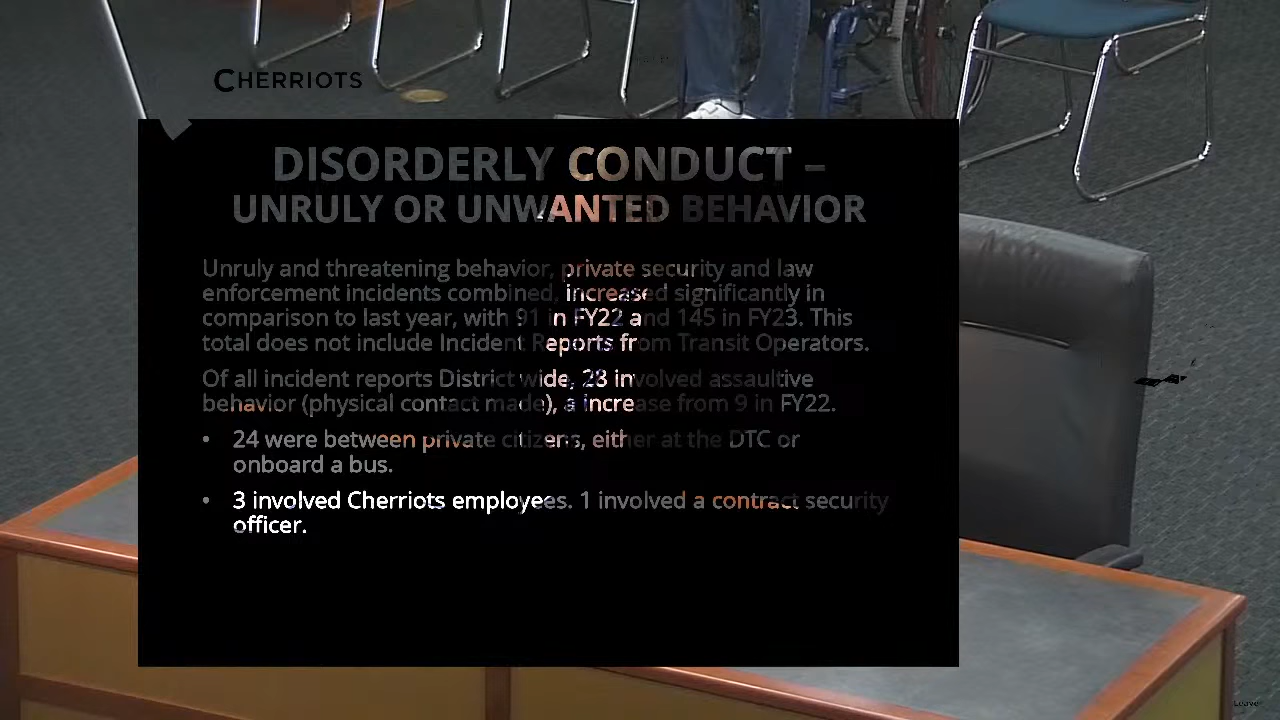 CHERRIOTS
DISORDERLY CONDUCT –
UNRULY OR UNWANTED BEHAVIOR
Unruly and threatening behavior, private security and law
enforcement incidents combined, increased significantly in
comparison to last year, with 91 in FY22 and 145 in FY23. This
total does not include Incident Reports from Transit Operators.
Of all incident reports District wide, 28 involved assaultive
behavior (physical contact made), a increase from 9 in FY22.
• 24 were between private citizens, either at the DTC or
onboard a bus.
• 3 involved Cherriots employees. 1 involved a contract security
officer.
Leave